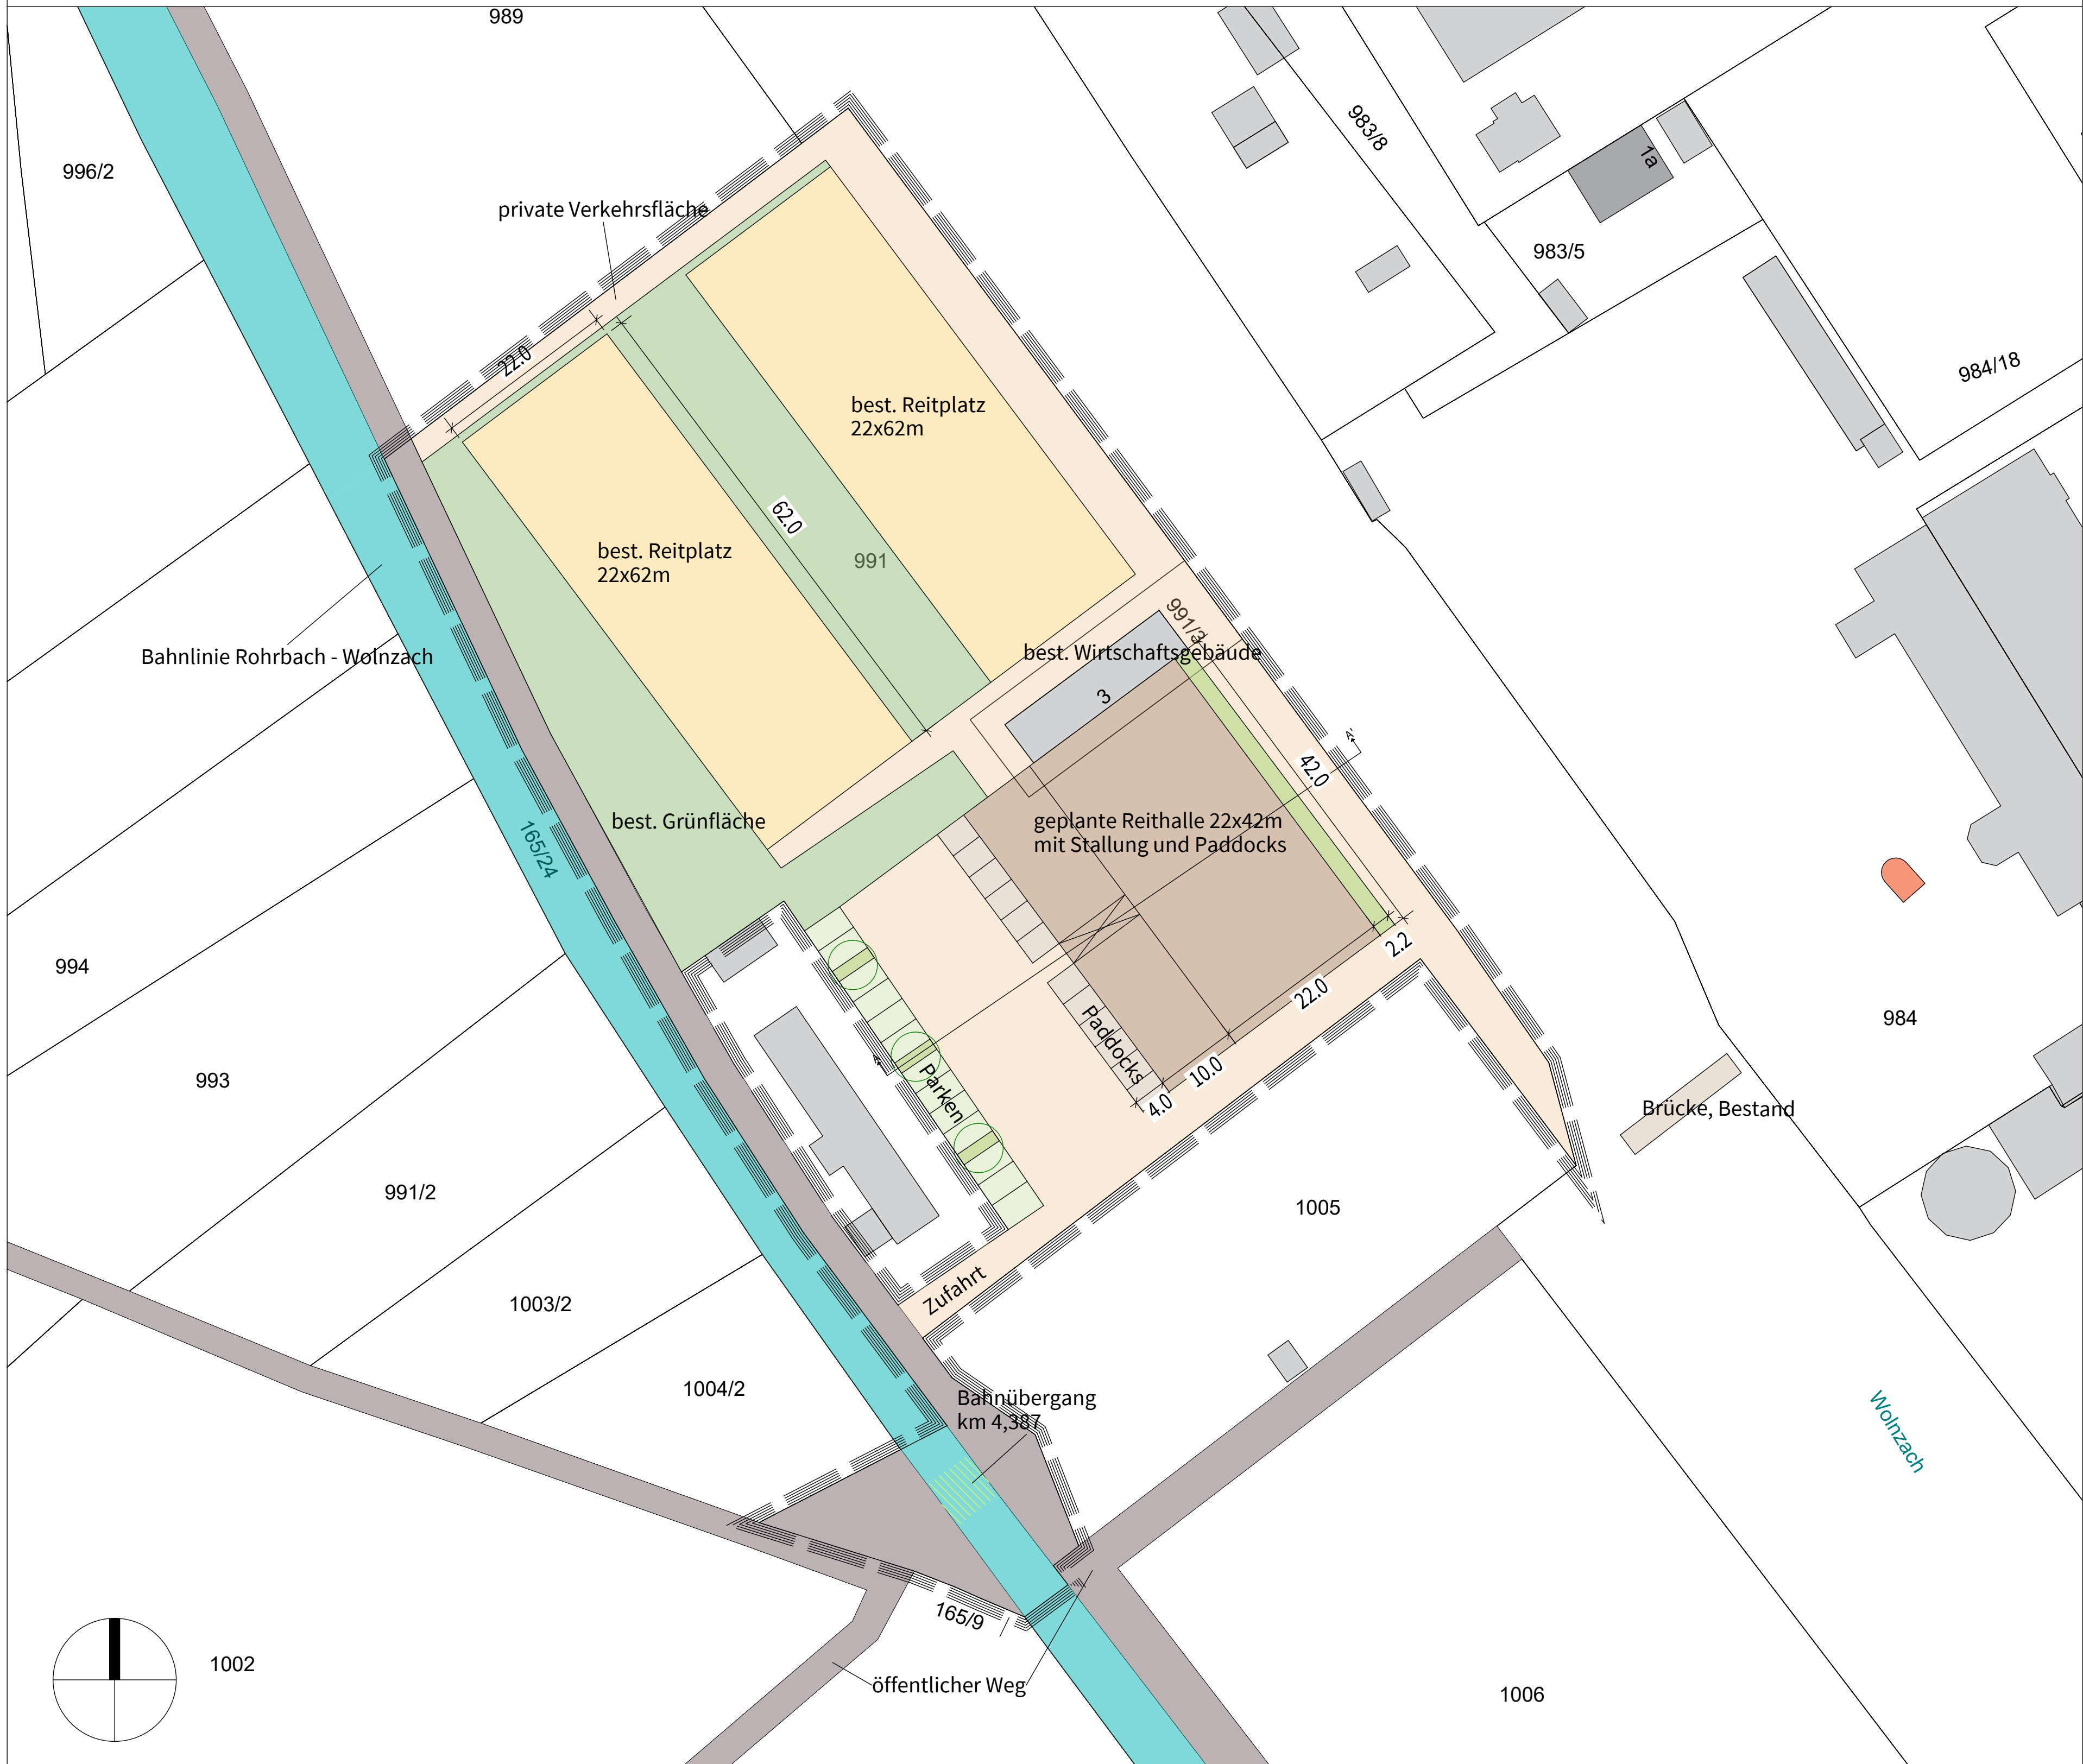 989
996/2
983/8
1a
private Verkehrsfläche
983/5
22.0
984/18
best. Reitplatz
22x62m
62.0
best. Reitplatz
22x62m
991
991/3
best. Wirtschaftsgebäude
Bahnlinie Rohrbach - Wolnzach
3
A'
42.0
best. Grünfläche
geplante Reithalle 22x42m
mit Stallung und Paddocks
165/24
2.2
994
22.0
984
Paddocks
A
10.0
993
Parken
4.0
Brücke, Bestand
991/2
1005
Zufahrt
1003/2
1004/2
Bahnübergang
km 4,387
Wolnzach
165/9
1002
öffentlicher Weg
1006